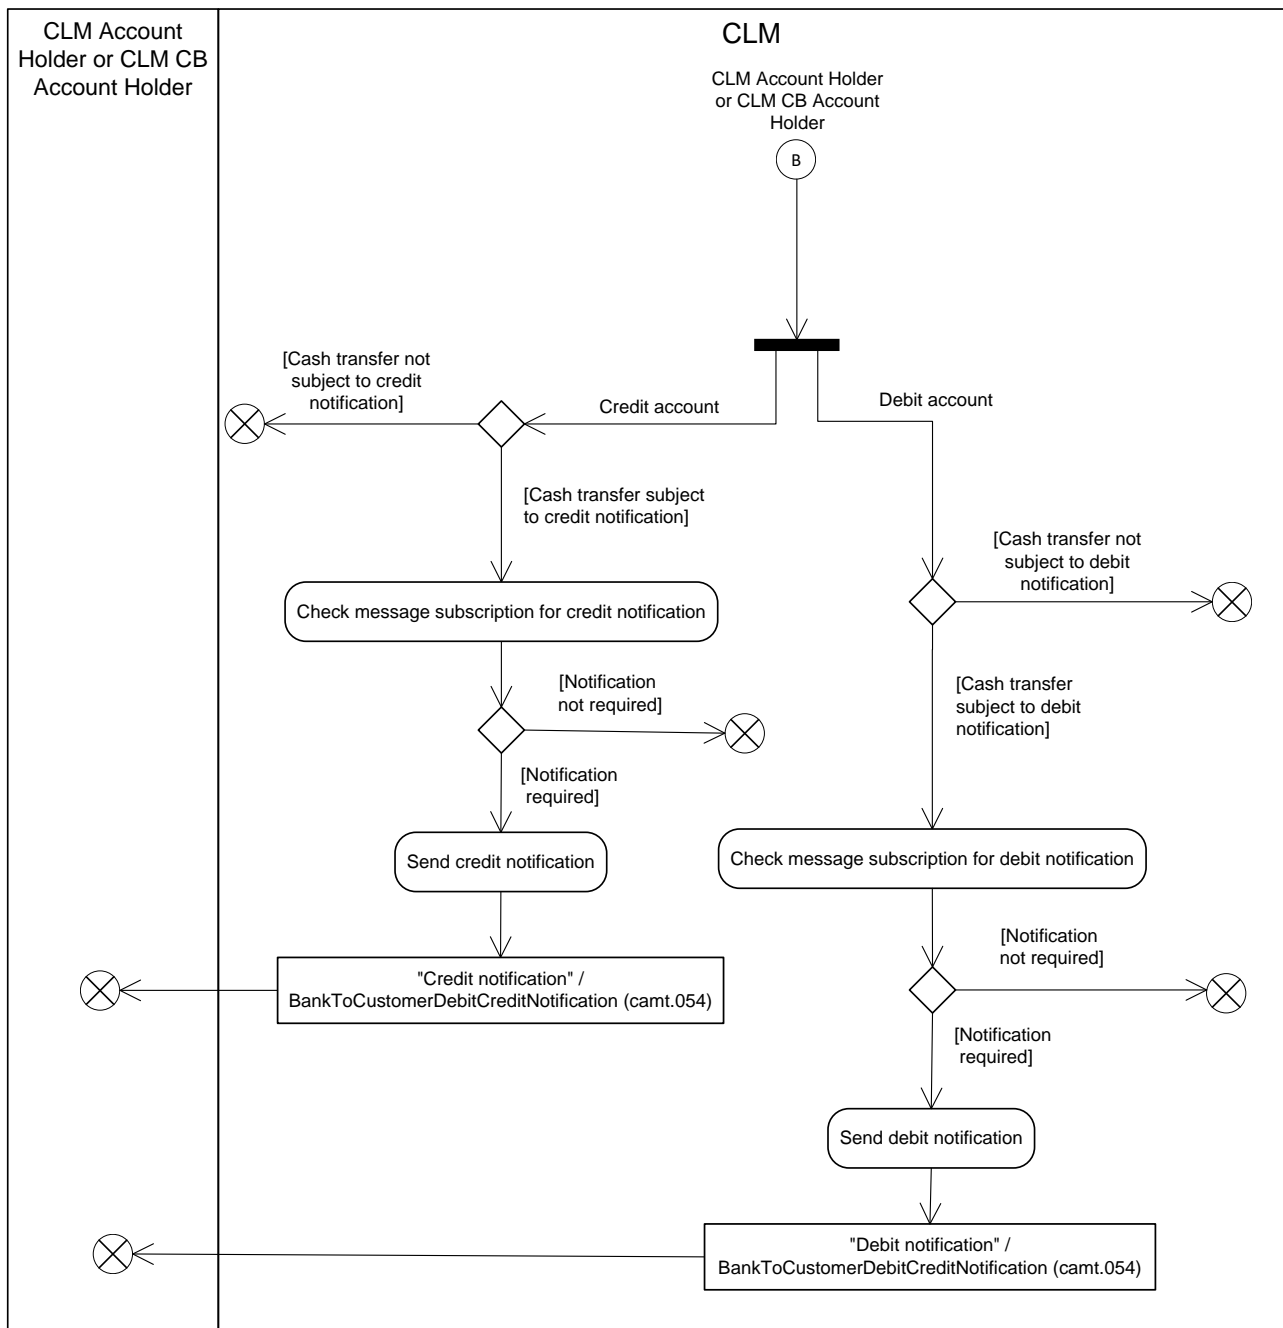 CLM Account
Holder or CLM CB
Account Holder
CLM
CLM Account Holder
or CLM CB Account
Holder
B
[Cash transfer not
subject to credit
notification]
Credit account
Debit account
[Cash transfer subject
to credit notification]
[Cash transfer not
subject to debit
notification]
Check message subscription for credit notification
[Notification
not required]
[Cash transfer
subject to debit
notification]
[Notification
required]
Send credit notification
Check message subscription for debit notification
"Credit notification" /
BankToCustomerDebitCreditNotification (camt.054)
[Notification
not required]
[Notification
required]
Send debit notification
"Debit notification" /
BankToCustomerDebitCreditNotification (camt.054)